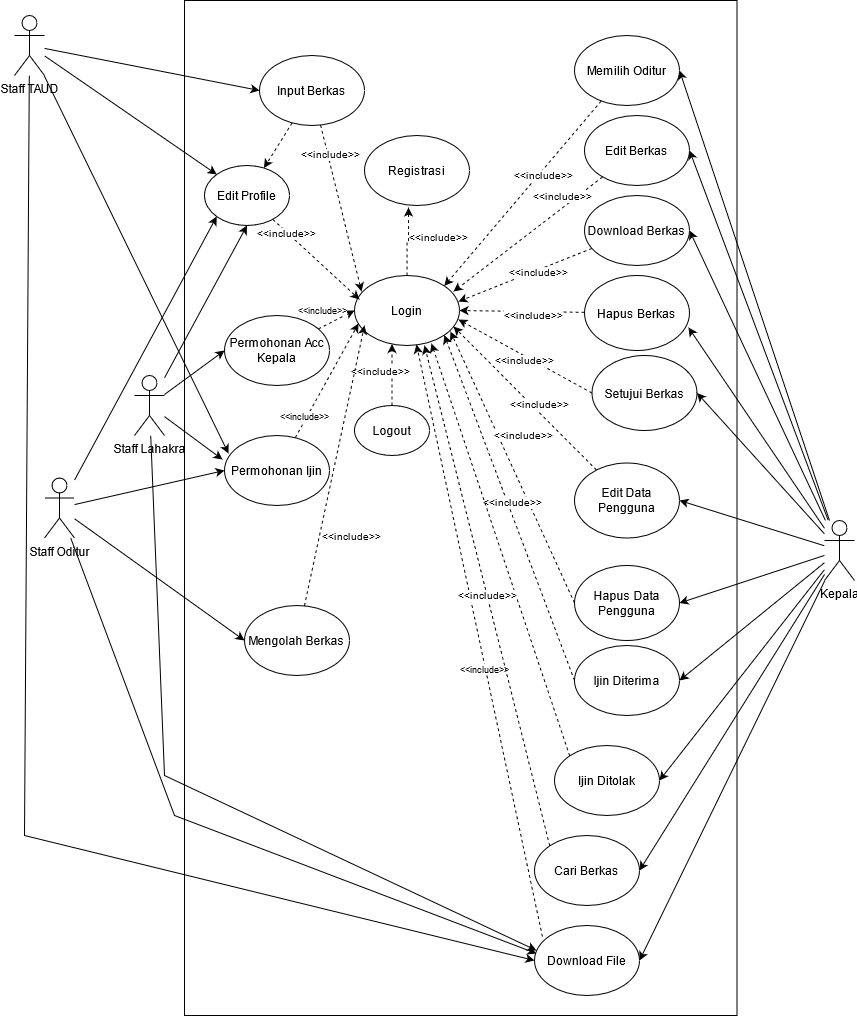 Staff TAUD
Input Berkas
Memilih Oditur
<<include>>
Edit Berkas
Registrasi
<<include>>
Edit Profile
<<include>>
<<include>>
<<include>>
Download Berkas
<<include>>
Login
<<include>>
<<include>>
Hapus Berkas
Permohonan Acc
Kepala
<<include>>
<<include>>
Setujui Berkas
<<include>>
<<include>>
Logout
<<include>>
Staff Lahakra
Permohonan Ijin
Edit Data
Pengguna
<<include>>
<<include>>
Staff Oditur
Kepala
<<include>>
Hapus Data
Pengguna
Mengolah Berkas
<<include>>
Ijin Diterima
Ijin Ditolak
Cari Berkas
Download File